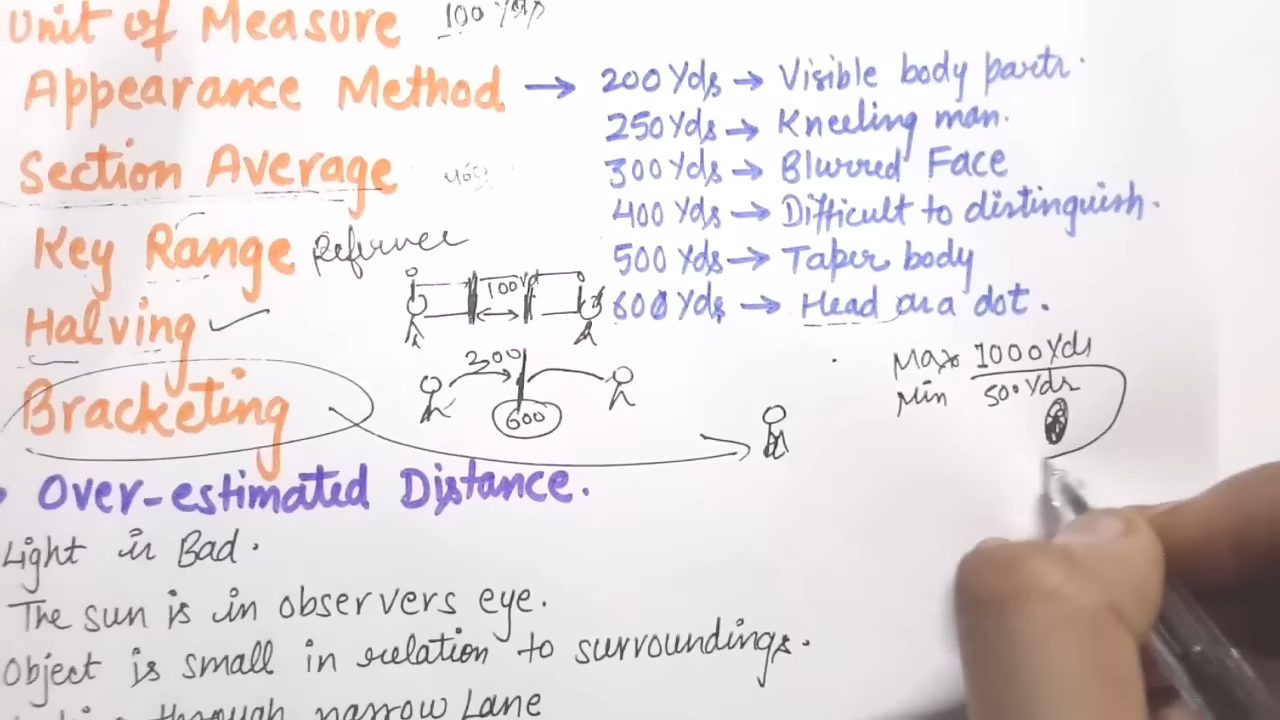 Unit of Measure 100 Yds
Appearance Method → 200 Yds → Visible body parts.
250 Yds → Kneeling man.
Section Average
300 Yds → Blurred Face
400 Yds → Difficult to distinguish.
Key Range Refernce
500 Yds → Taper body
100Yd
600 Yds → Head as a dot.
Halving
Max 1000 Yds
Min 500 Yds
300
600
Bracketing
Over-estimated Distance.
Light is Bad.
The sun is in observers eye.
Object is small in relation to surroundings.
through narrow Lane